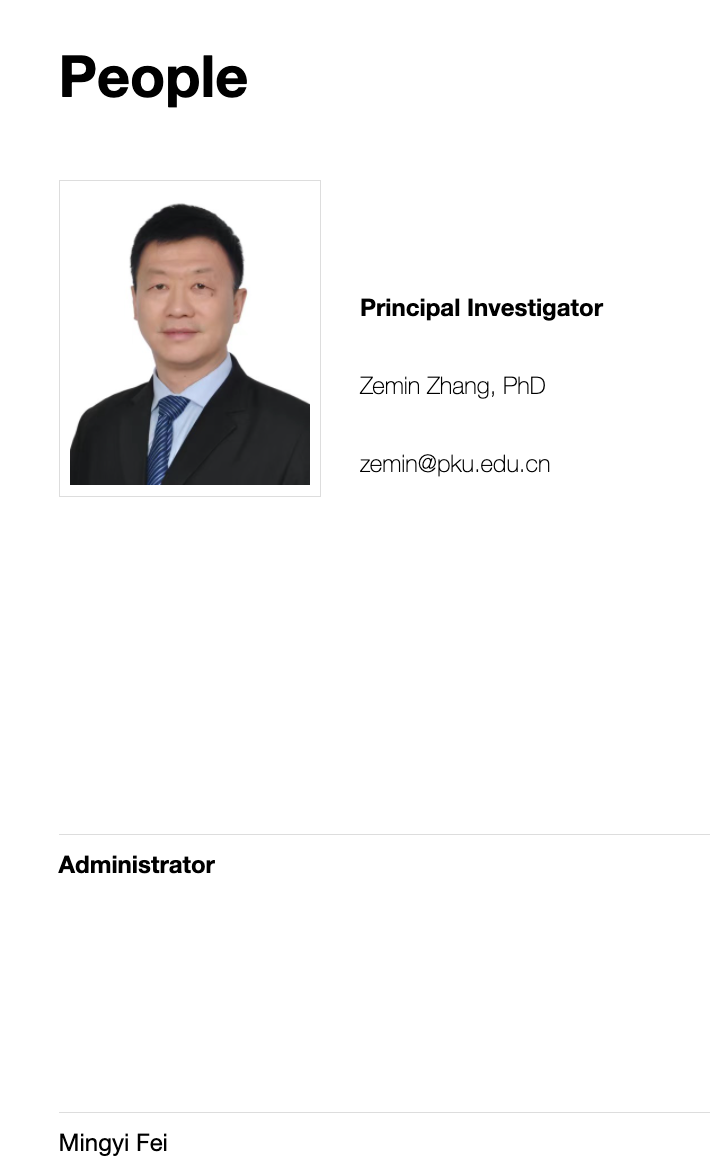 People
Principal Investigator
Zemin Zhang, PhD
zemin@pku.edu.cn
Administrator
Mingyi Fei